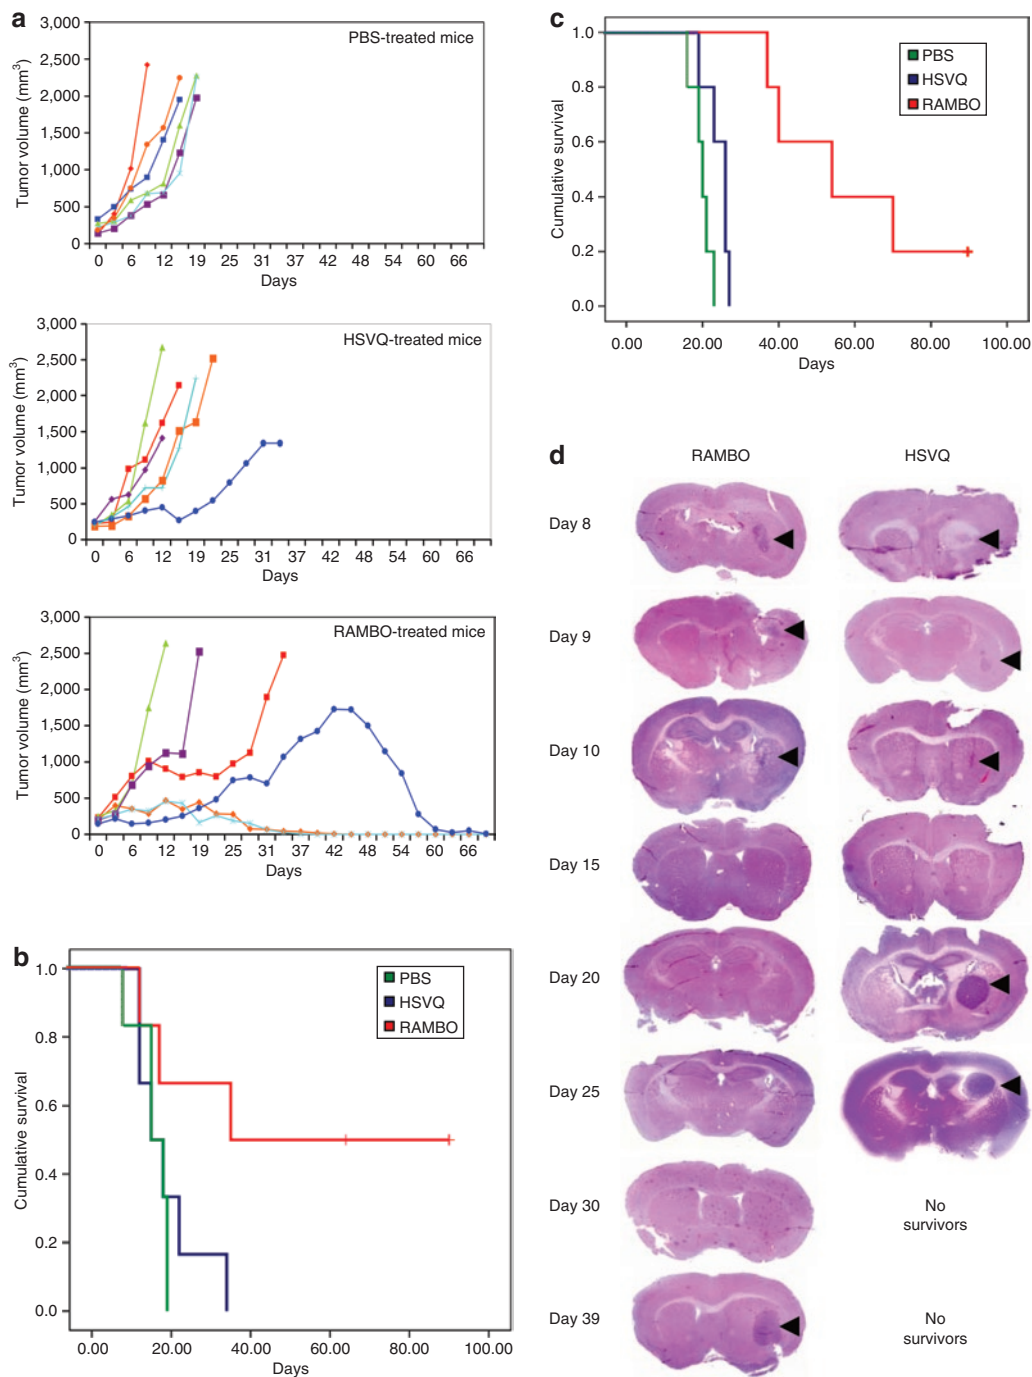 a
PBS-treated mice
Tumor volume (mm³)
3,000
2,500
2,000
1,500
1,000
500
0
0 6 12 19 25 31 36 42 48 54 60 66
Days
HSVQ-treated mice
Tumor volume (mm³)
3,000
2,500
2,000
1,500
1,000
500
0
0 6 12 19 25 31 36 42 48 54 60 66
Days
RAMBO-treated mice
Tumor volume (mm³)
3,000
2,500
2,000
1,500
1,000
500
0
0 6 12 19 25 31 36 42 48 54 60 66
Days
b
PBS
HSVQ
RAMBO
Cumulative survival
1.0
0.8
0.6
0.4
0.2
0.0
0.00 20.00 40.00 60.00 80.00 100.00
Days
c
PBS
HSVQ
RAMBO
Cumulative survival
1.0
0.8
0.6
0.4
0.2
0.0
0.00 20.00 40.00 60.00 80.00 100.00
Days
d
RAMBO HSVQ
Day 8
Day 9
Day 10
Day 15
Day 20
Day 25
Day 30
No
survivors
Day 39
No
survivors